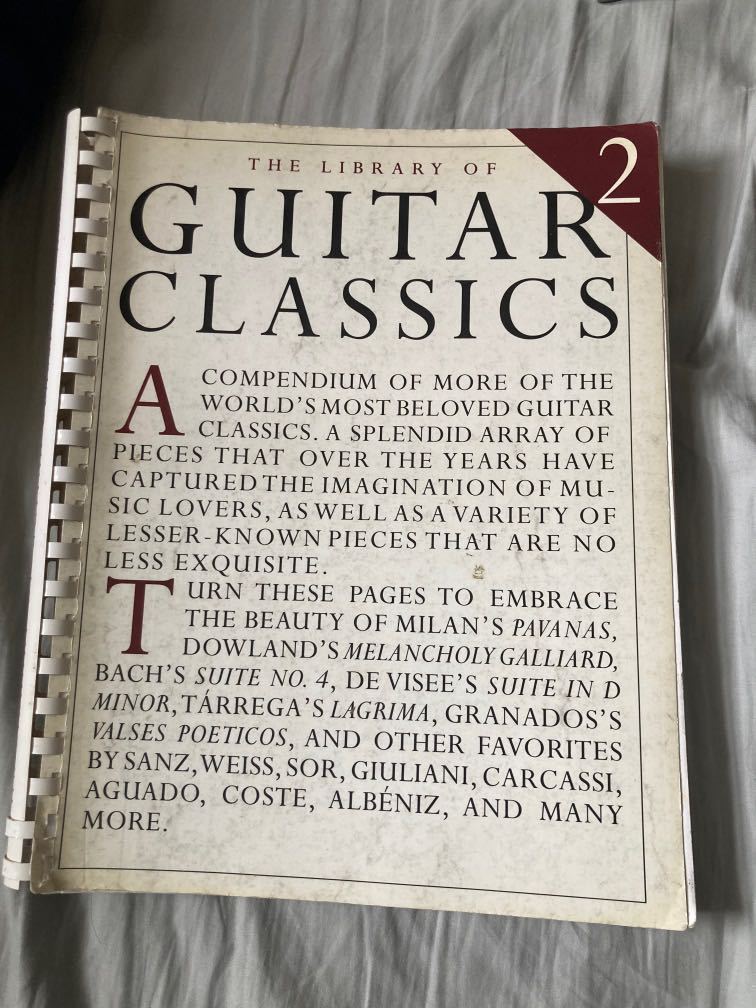 THE LIBRARY OF
2
GUITAR
CLASSICS
A COMPENDIUM OF MORE OF THE
WORLD'S MOST BELOVED GUITAR
CLASSICS. A SPLENDID ARRAY OF
PIECES THAT OVER THE YEARS HAVE
CAPTURED THE IMAGINATION OF MU-
SIC LOVERS, AS WELL AS A VARIETY OF
LESSER-KNOWN PIECES THAT ARE NO
LESS EXQUISITE.
TURN THESE PAGES TO EMBRACE
THE BEAUTY OF MILAN'S PAVANAS,
DOWLAND'S MELANCHOLY GALLIARD,
BACH'S SUITE NO. 4, DE VISEE'S SUITE IN D
MINOR, TÁRREGA'S LAGRIMA, GRANADOS'S
VALSES POETICOS, AND OTHER FAVORITES
BY SANZ, WEISS, SOR, GIULIANI, CARCASSI,
AGUADO, COSTE, ALBÉNIZ, AND MANY
MORE.